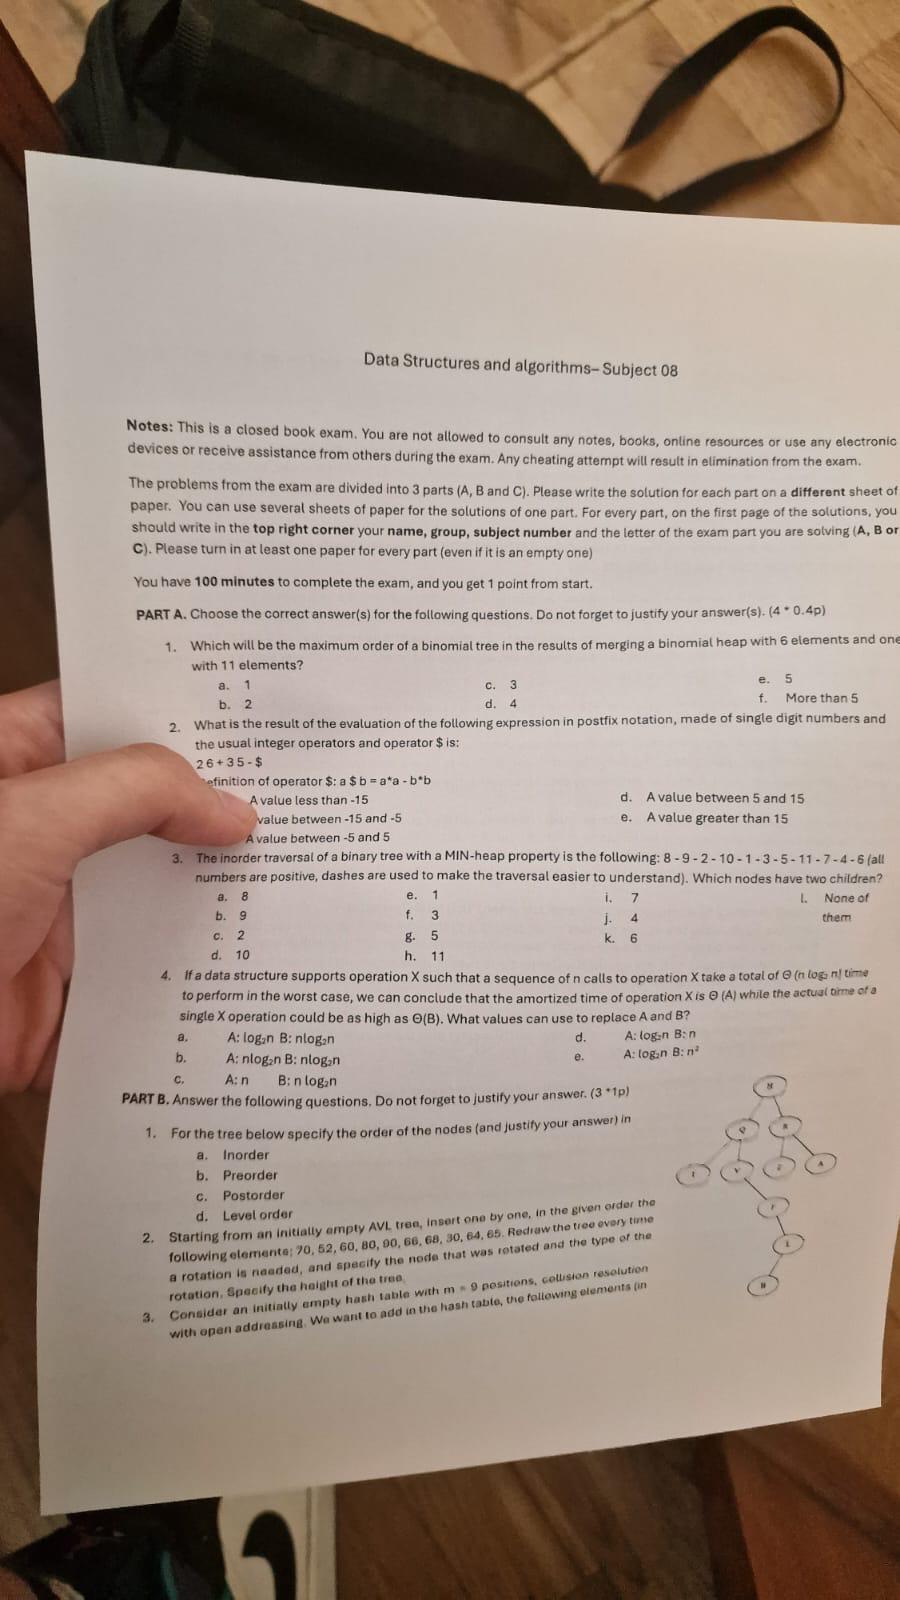 Data Structures and algorithms– Subject 08
Notes: This is a closed book exam. You are not allowed to consult any notes, books, online resources or use any electronic
devices or receive assistance from others during the exam. Any cheating attempt will result in elimination from the exam.
The problems from the exam are divided into 3 parts (A, B and C). Please write the solution for each part on a different sheet of
paper. You can use several sheets of paper for the solutions of one part. For every part, on the first page of the solutions, you
should write in the top right corner your name, group, subject number and the letter of the exam part you are solving (A, B or
C). Please turn in at least one paper for every part (even if it is an empty one)
You have 100 minutes to complete the exam, and you get 1 point from start.
PART A. Choose the correct answer(s) for the following questions. Do not forget to justify your answer(s). (4 * 0.4p)
1. Which will be the maximum order of a binomial tree in the results of merging a binomial heap with 6 elements and one
with 11 elements?
a. 1 c. 3 e. 5
b. 2 d. 4 f. More than 5
2. What is the result of the evaluation of the following expression in postfix notation, made of single digit numbers and
the usual integer operators and operator $ is:
2 6 + 3 5 - $
efinition of operator $: a $ b = a*a - b*b
A value less than -15 d. A value between 5 and 15
value between -15 and -5 e. A value greater than 15
A value between -5 and 5
3. The inorder traversal of a binary tree with a MIN-heap property is the following: 8 - 9 - 2 - 10 - 1 - 3 - 5 - 11 - 7 - 4 - 6 (all
numbers are positive, dashes are used to make the traversal easier to understand). Which nodes have two children?
a. 8 e. 1 i. 7 l. None of
b. 9 f. 3 j. 4 them
c. 2 g. 5 k. 6
d. 10 h. 11
4. If a data structure supports operation X such that a sequence of n calls to operation X take a total of Θ (n log₂ n) time
to perform in the worst case, we can conclude that the amortized time of operation X is Θ (A) while the actual time of a
single X operation could be as high as Θ(B). What values can use to replace A and B?
a. A: log₂n B: nlog₂n d. A: log₂n B: n
b. A: nlog₂n B: nlog₂n e. A: log₂n B: n²
c. A: n B: n log₂n
PART B. Answer the following questions. Do not forget to justify your answer. (3 *1p)
1. For the tree below specify the order of the nodes (and justify your answer) in
a. Inorder
b. Preorder
c. Postorder
d. Level order
2. Starting from an initially empty AVL tree, insert one by one, in the given order the
following elements: 70, 52, 60, 80, 90, 66, 68, 30, 64, 65. Redraw the tree every time
a rotation is needed, and specify the node that was rotated and the type of the
rotation. Specify the height of the tree.
3. Consider an initially empty hash table with m = 9 positions, collision resolution
with open addressing. We want to add in the hash table, the following elements (in